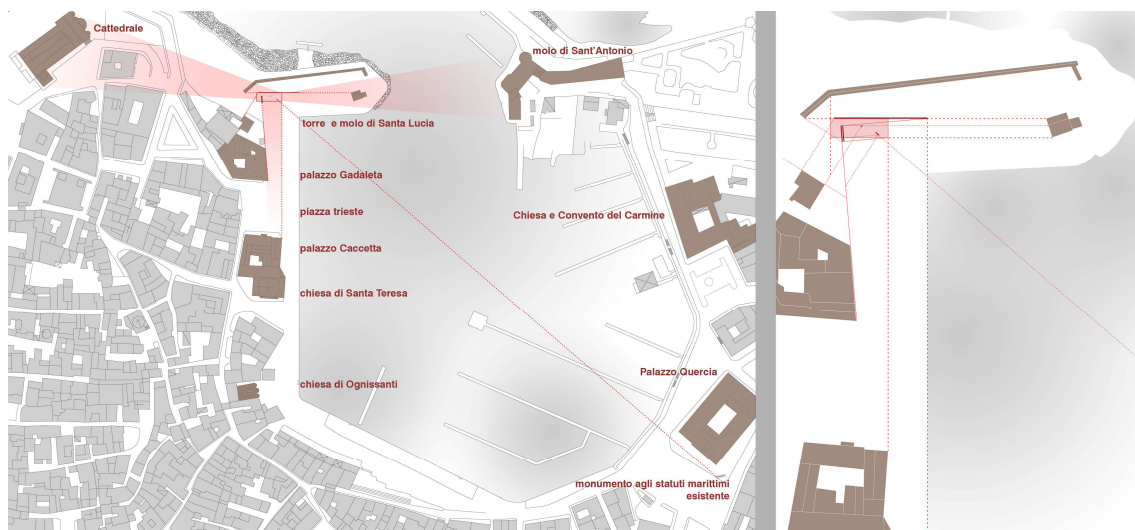 Cattedrale
molo di Sant'Antonio
torre e molo di Santa Lucia
palazzo Gadaleta
piazza trieste
Chiesa e Convento del Carmine
palazzo Caccetta
chiesa di Santa Teresa
Palazzo Quercia
chiesa di Ognissanti
monumento agli statuti marittimi
esistente